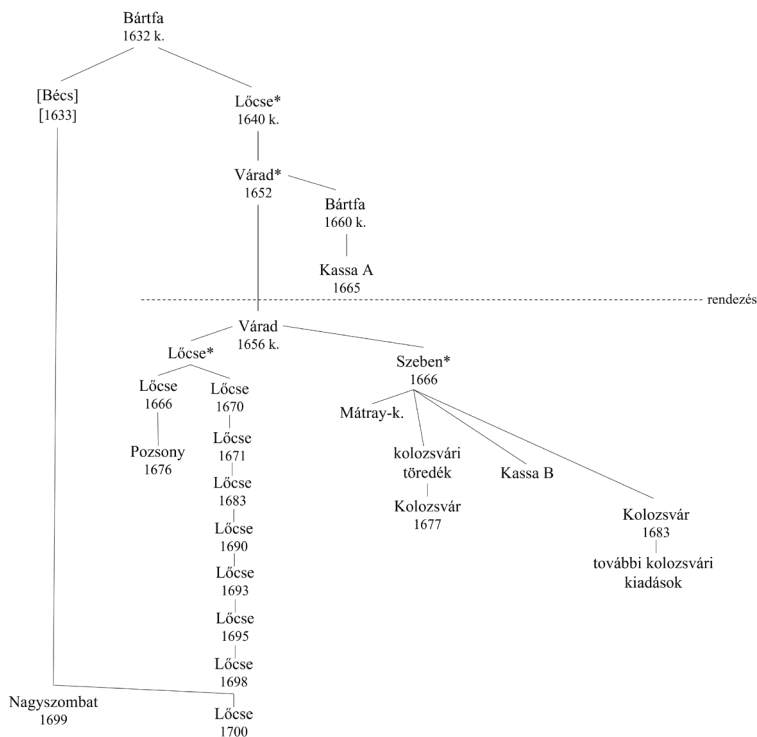 Bártfa
1632 k.
[Bécs]
[1633]
Lőcse*
1640 k.
Várad*
1652
Bártfa
1660 k.
Kassa A
1665
rendezés
Várad
1656 k.
Lőcse*
Szeben*
1666
Lőcse
1666
Lőcse
1670
Mátray-k.
Pozsony
1676
Lőcse
1671
kolozsvári
töredék
Kassa B
Lőcse
1683
Kolozsvár
1677
Kolozsvár
1683
Lőcse
1690
további kolozsvári
kiadások
Lőcse
1693
Lőcse
1695
Lőcse
1698
Nagyszombat
1699
Lőcse
1700